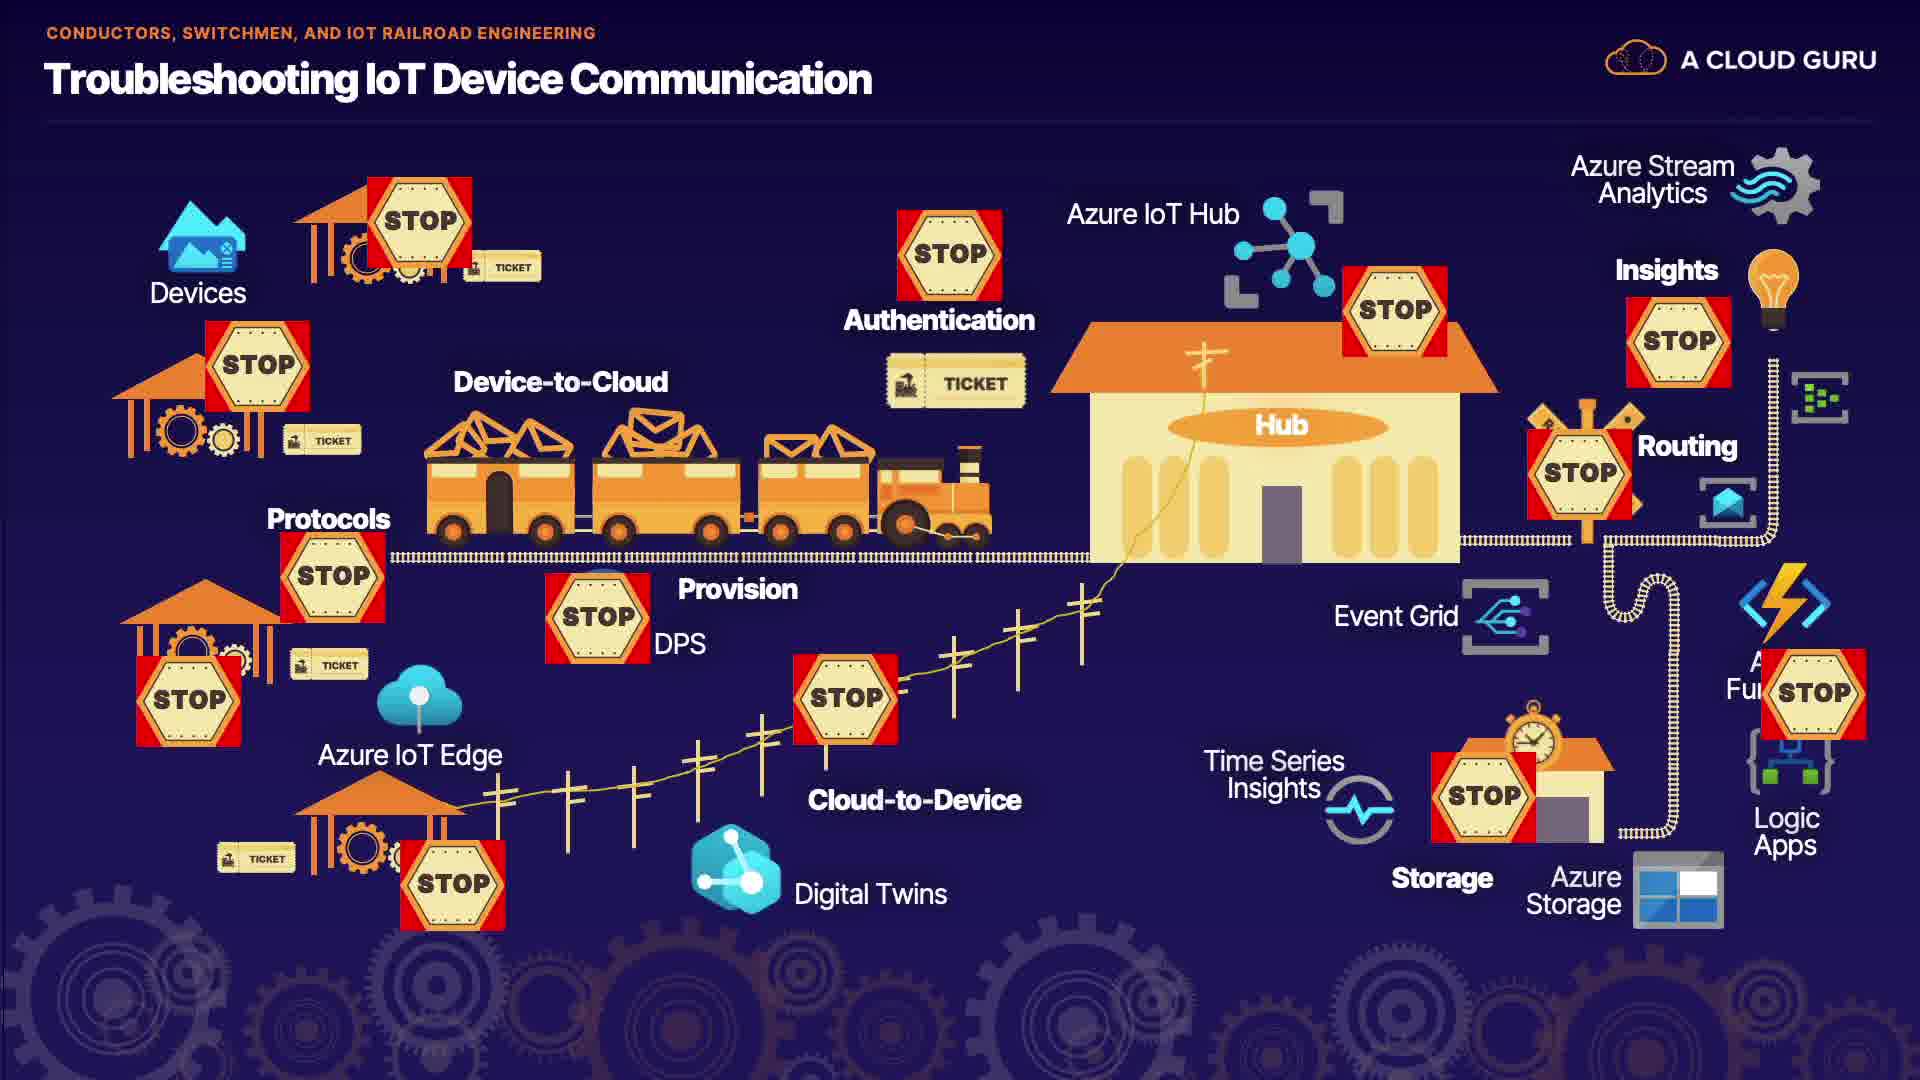 CONDUCTORS, SWITCHMEN, AND IOT RAILROAD ENGINEERING
Troubleshooting IoT Device Communication
A CLOUD GURU
Azure Stream
Analytics
STOP
TICKET
Devices
STOP
Authentication
Azure IoT Hub
STOP
Insights
STOP
STOP
TICKET
Device-to-Cloud
TICKET
Hub
STOP
Routing
Protocols
STOP
Provision
STOP
DPS
Event Grid
TICKET
STOP
Azure IoT Edge
STOP
Cloud-to-Device
STOP
Time Series
Insights
STOP
Logic
Apps
TICKET
STOP
Digital Twins
Storage
Azure
Storage